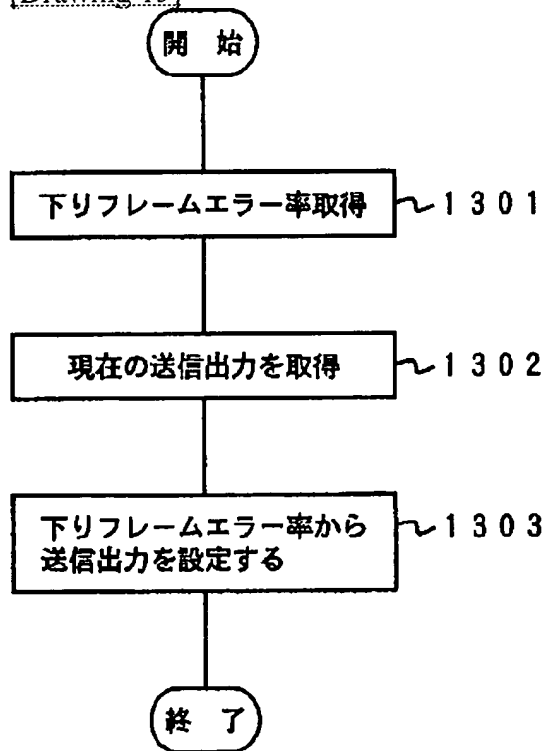 開 始
下りフレームエラー率取得
1301
現在の送信出力を取得
1302
下りフレームエラー率から
送信出力を設定する
1303
終 了